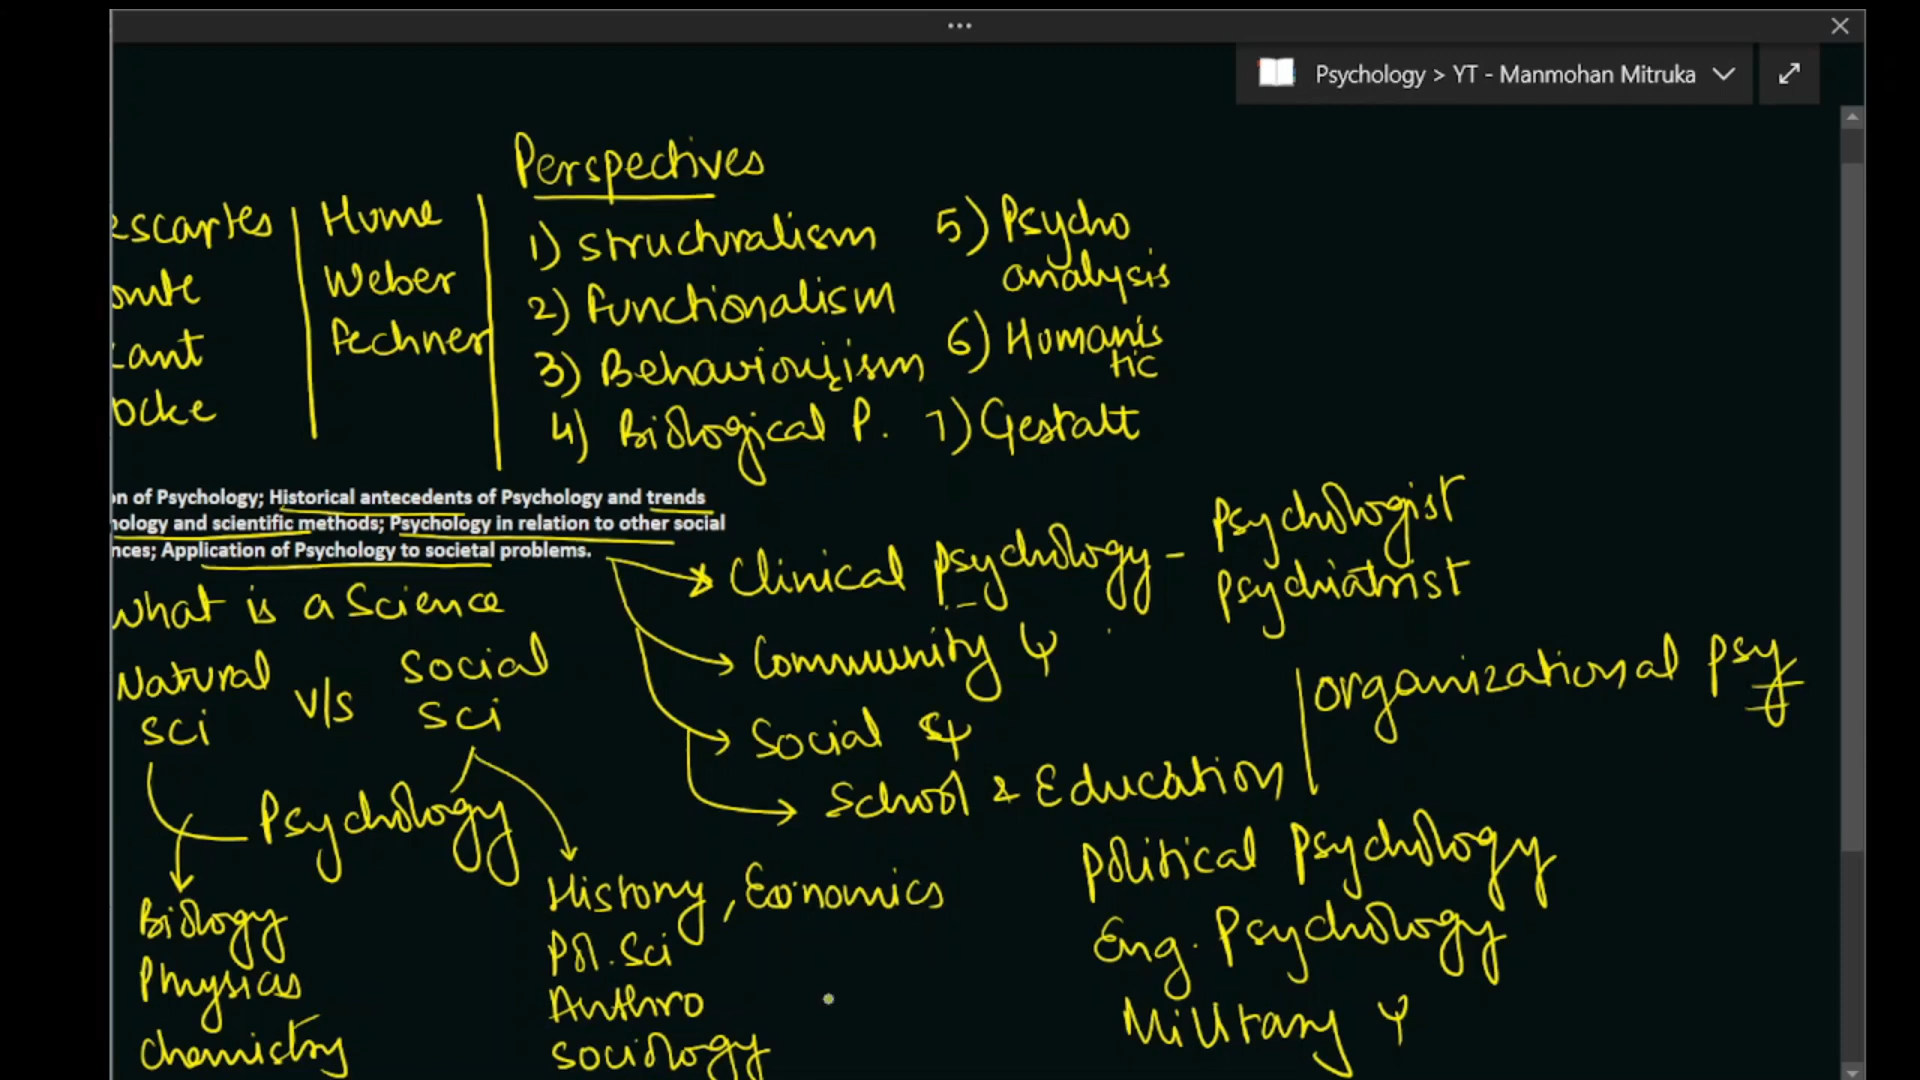 Psychology > YT - Manmohan Mitruka
Perspectives
escartes
omte
cant
ocke
Hume
Weber
Fechner
1) Structuralism
2) Functionalism
3) Behaviourism
4) Biological P.
5) Psycho
analysis
6) Humanis
tic
7) Gestalt
on of Psychology; Historical antecedents of Psychology and trends
hology and scientific methods; Psychology in relation to other social
nces; Application of Psychology to societal problems.
What is a Science
Natural
Sci
v/s
Social
Sci
Psychology
Biology
Physics
Chemistry
History, Economics
Pol. Sci
Anthro
Sociology
Clinical Psychology - Psychologist
Psychiatrist
Community Ψ
Social Ψ
School & Education
Organizational Psy
Political Psychology
Eng. Psychology
Military Ψ